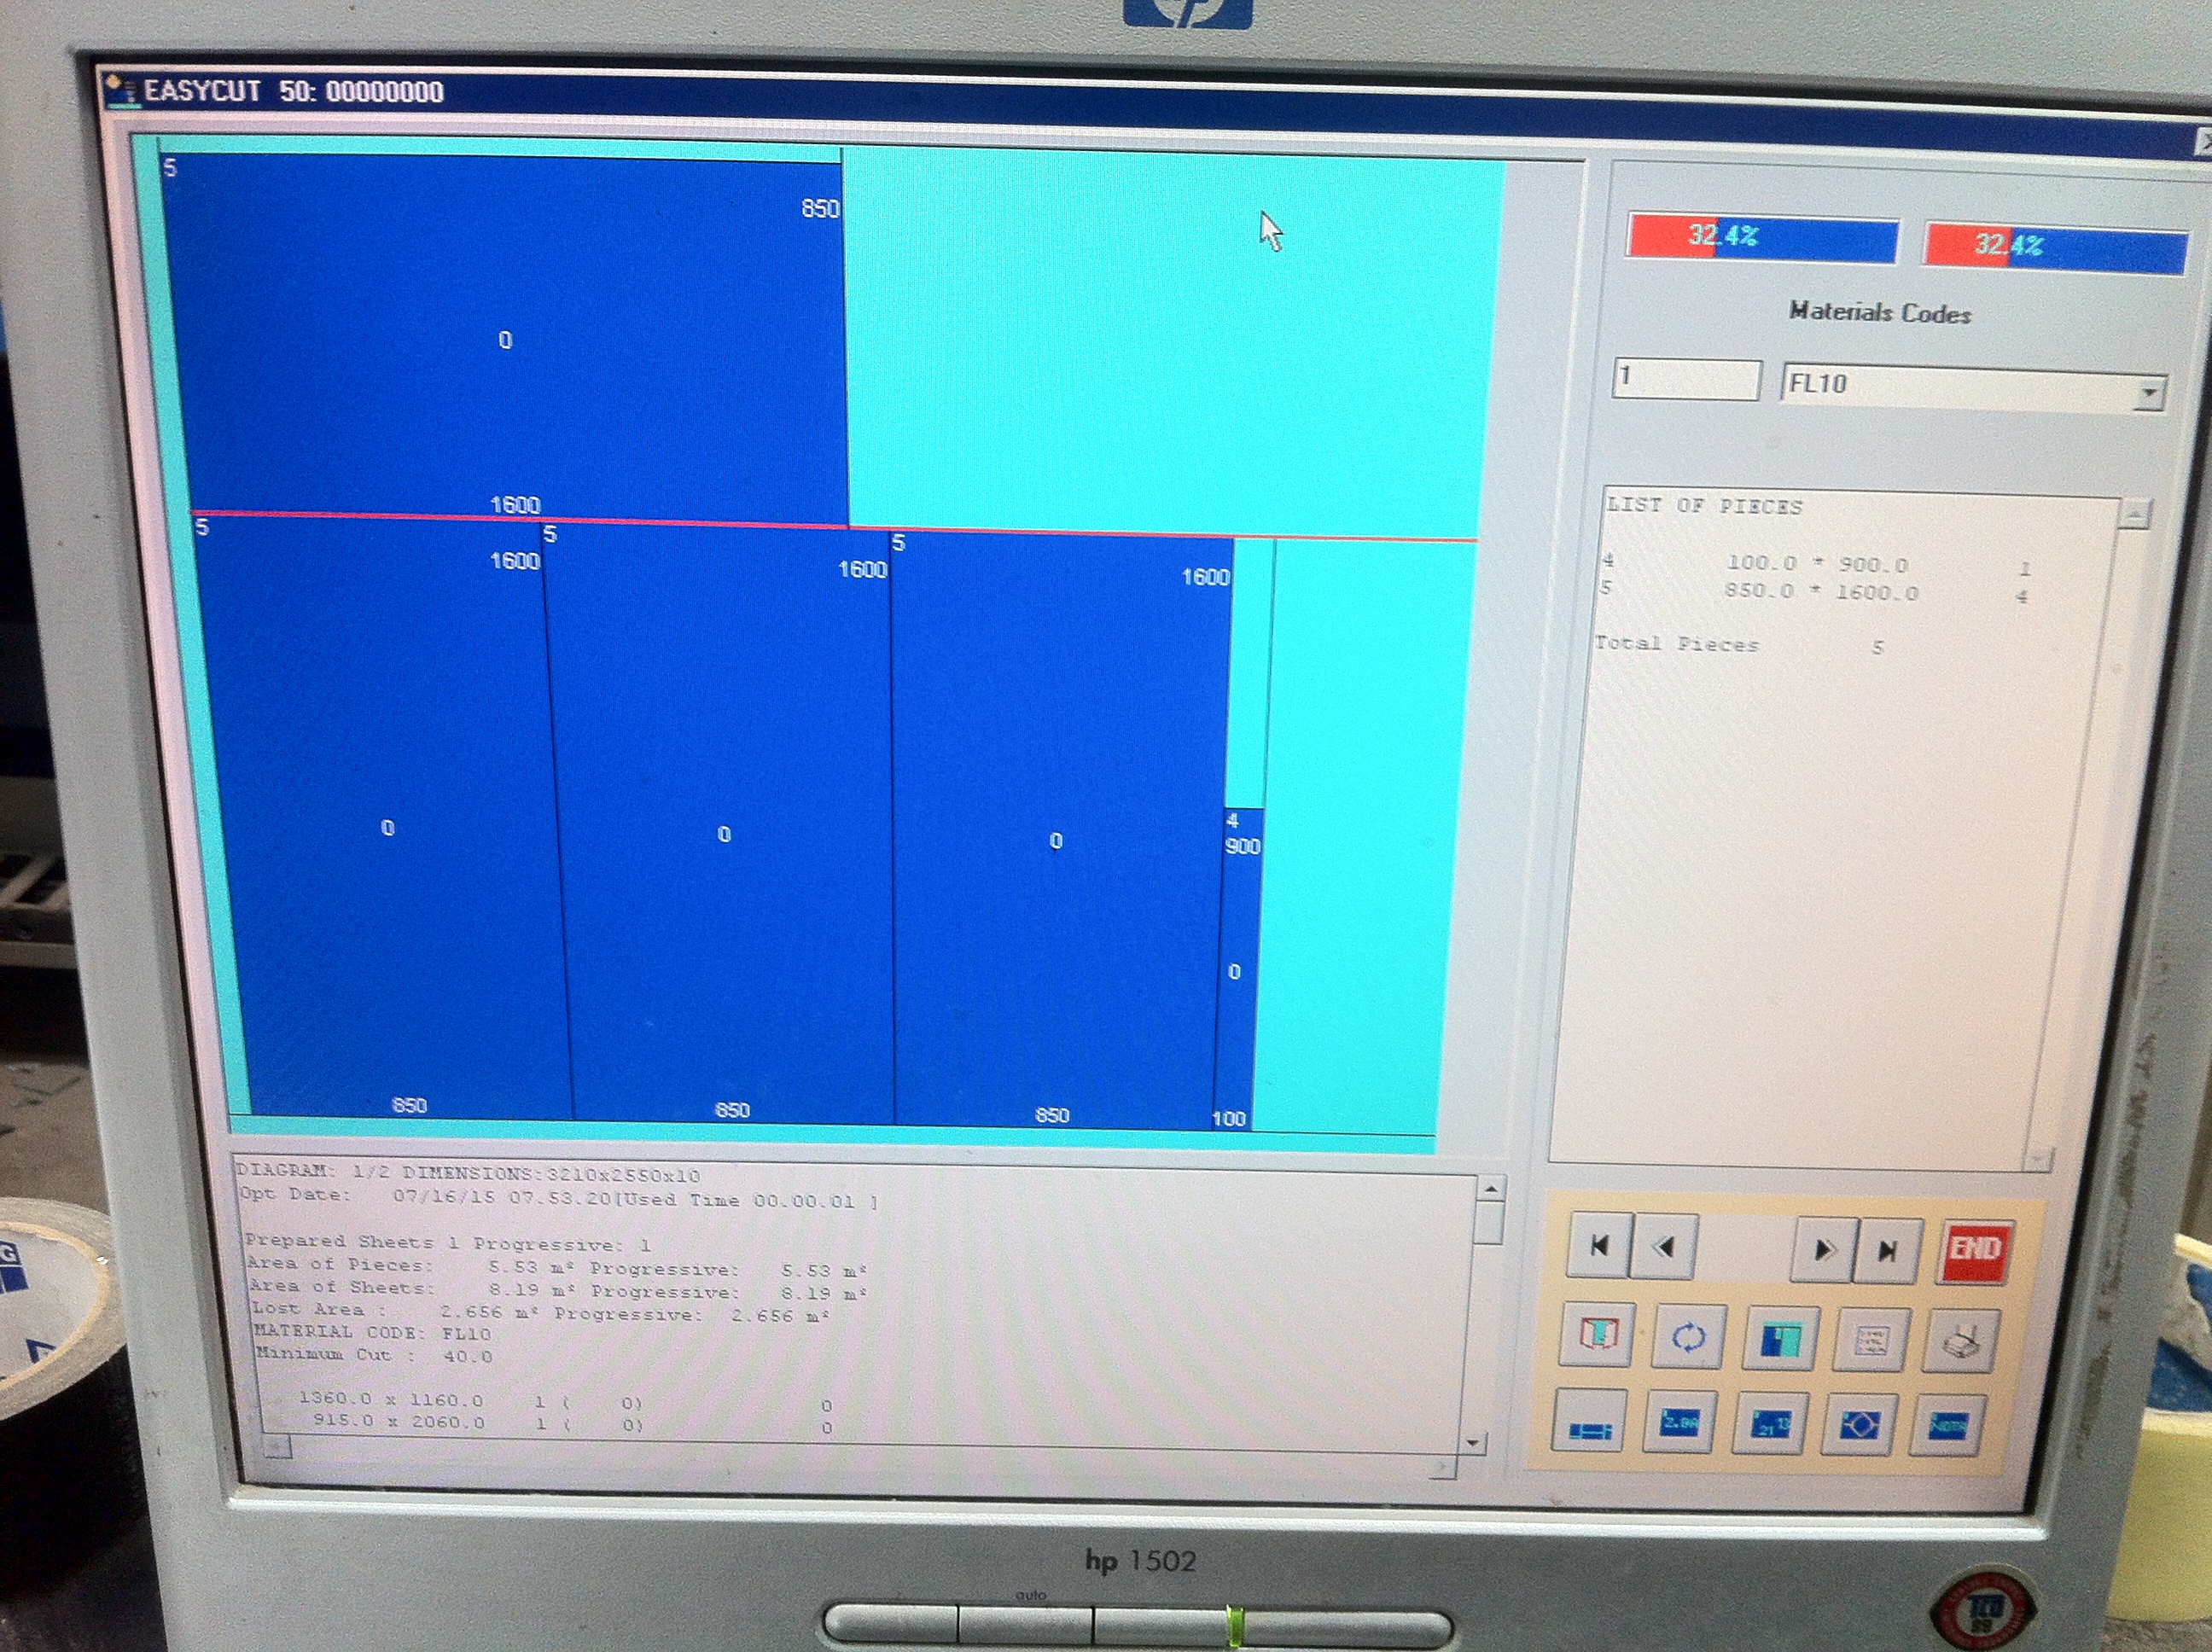 hp
EASYCUT 50: 00000000
5
850
0
1600
5
1600
5
1600
5
1600
0
0
0
4
900
0
850
850
850
100
32.4%
32.4%
Materials Codes
1
FL10
LIST OF PIECES
4 100.0 * 900.0 1
5 850.0 * 1600.0 4
Total Pieces 5
DIAGRAM: 1/2 DIMENSIONS:3210x2550x10
Opt Date: 07/16/15 07.53.20[Used Time 00.00.01 ]
Prepared Sheets 1 Progressive: 1
Area of Pieces: 5.53 m² Progressive: 5.53 m²
Area of Sheets: 8.19 m² Progressive: 8.19 m²
Lost Area : 2.656 m² Progressive: 2.656 m²
MATERIAL CODE: FL10
Minimum Cut : 40.0
1360.0 x 1160.0 1 ( 0) 0
915.0 x 2060.0 1 ( 0) 0
END
hp 1502
auto
TCO
99
G